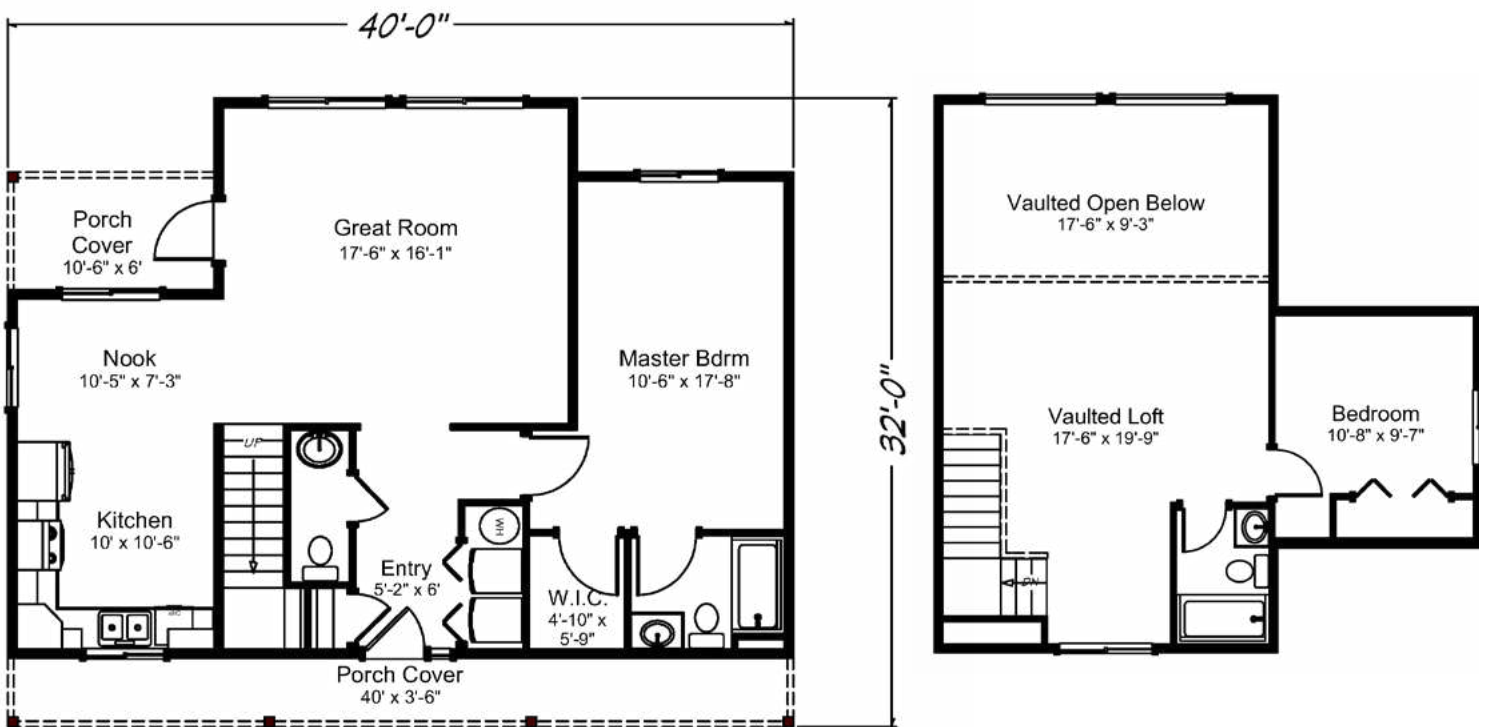 40'-0"
Porch
Cover
10'-6" x 6'
Great Room
17'-6" x 16'-1"
Nook
10'-5" x 7'-3"
Master Bdrm
10'-6" x 17'-8"
32'-0"
UP
Kitchen
10' x 10'-6"
WH
Entry
5'-2" x 6'
W.I.C.
4'-10" x
5'-9"
Porch Cover
40' x 3'-6"
Vaulted Open Below
17'-6" x 9'-3"
Vaulted Loft
17'-6" x 19'-9"
Bedroom
10'-8" x 9'-7"
DN